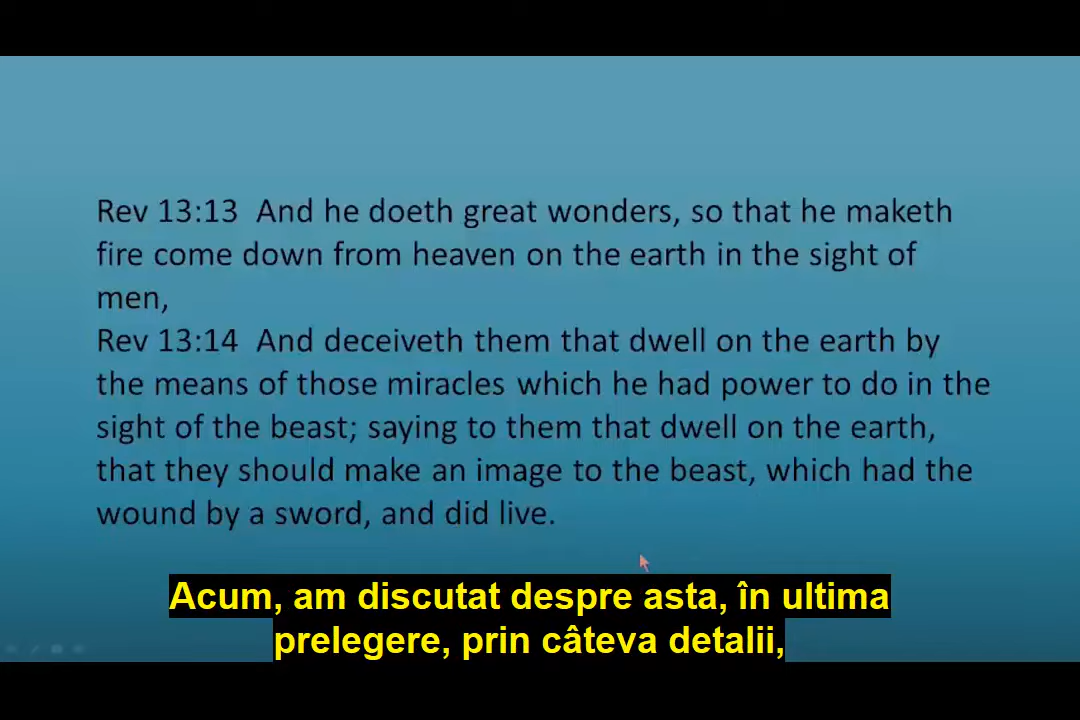 Rev 13:13  And he doeth great wonders, so that he maketh
fire come down from heaven on the earth in the sight of
men,
Rev 13:14  And deceiveth them that dwell on the earth by
the means of those miracles which he had power to do in the
sight of the beast; saying to them that dwell on the earth,
that they should make an image to the beast, which had the
wound by a sword, and did live.
Acum, am discutat despre asta, în ultima
prelegere, prin câteva detalii,